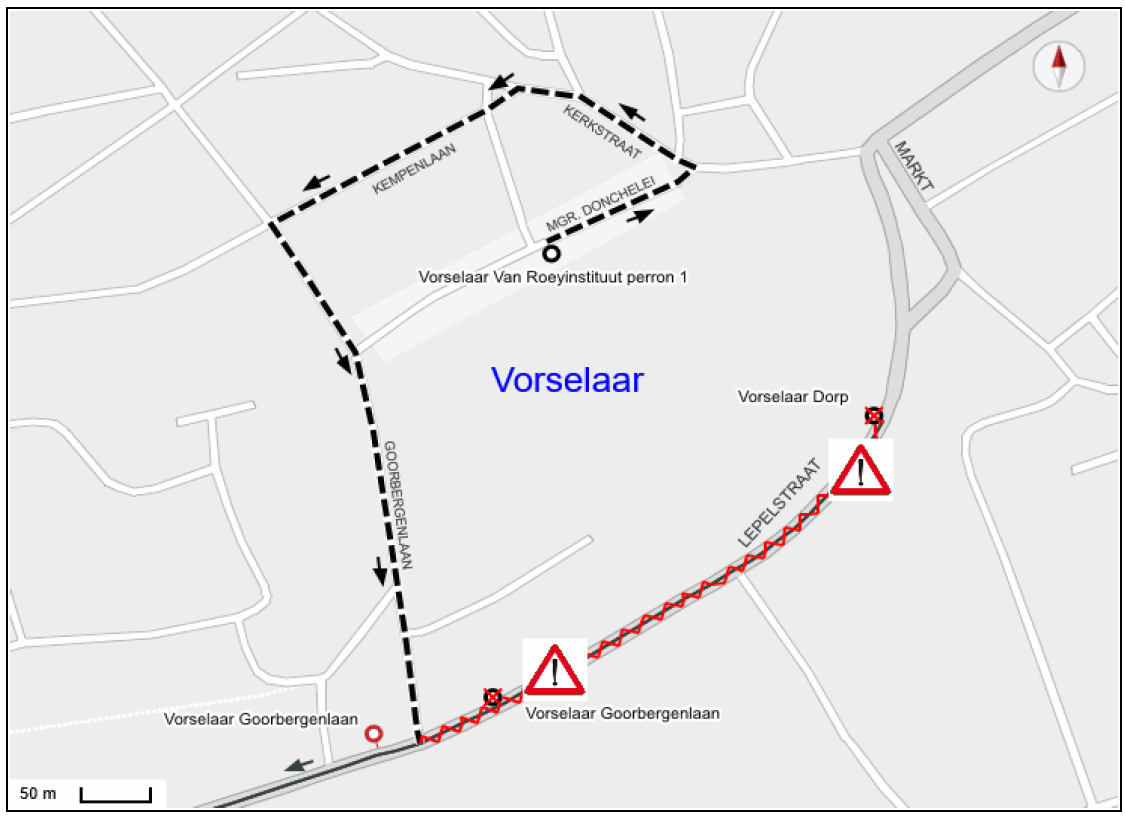 KERKSTRAAT
MARKT
KEMPENLAAN
MGR. DONCHELEI
Vorselaar Van Roeyinstituut perron 1
Vorselaar
Vorselaar Dorp
GOORBERGENLAAN
LEPELSTRAAT
!
!
Vorselaar Goorbergenlaan
Vorselaar Goorbergenlaan
50 m